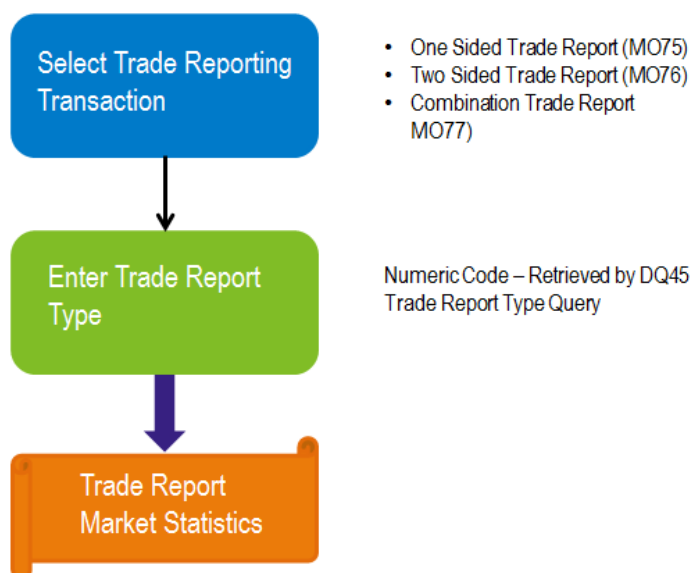 Select Trade Reporting
Transaction
• One Sided Trade Report (MO75)
• Two Sided Trade Report (MO76)
• Combination Trade Report
MO77)
Enter Trade Report
Type
Numeric Code – Retrieved by DQ45
Trade Report Type Query
Trade Report
Market Statistics